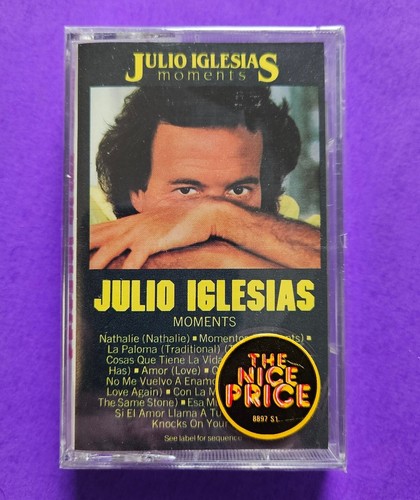 JULIO IGLESIAS
moments
JULIO IGLESIAS
MOMENTS
Nathalie (Nathalie) ▪ Momentos
La Paloma (Traditional)
Cosas Que Tiene La Vida
Has) ▪ Amor (Love) ▪
No Me Vuelvo A Enamo
Love Again) ▪ Con La M
The Same Stone) ▪ Esa M
Si El Amor Llama A Tu
Knocks On Your
See label for sequence
THE
NICE
PRICE